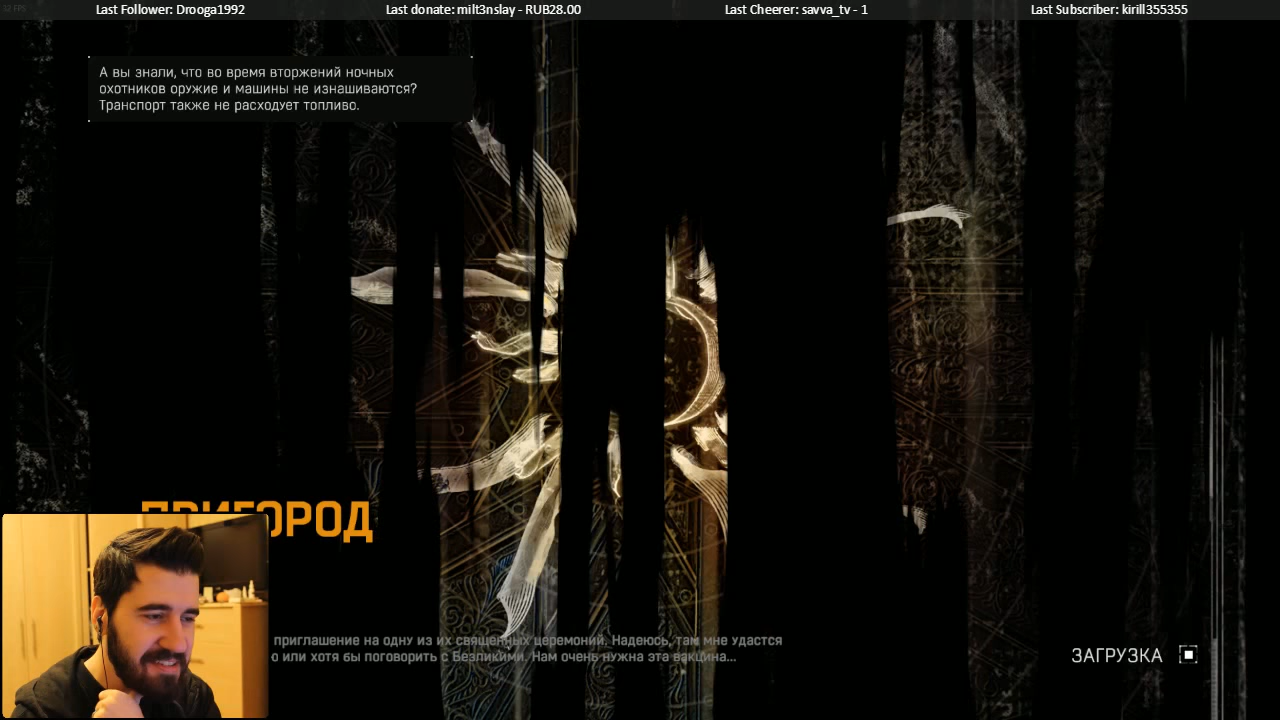 Last Follower: Drooga1992 Last donate: milt3nslay - RUB28.00 Last Cheerer: savva_tv - 1 Last Subscriber: kirill355355
А вы знали, что во время вторжений ночных
охотников оружие и машины не изнашиваются?
Транспорт также не расходует топливо.
ПРИГОРОД
приглашение на одну из их священных церемоний. Надеюсь, там мне удастся
о или хотя бы поговорить с Безликими. Нам очень нужна эта вакцина...
ЗАГРУЗКА